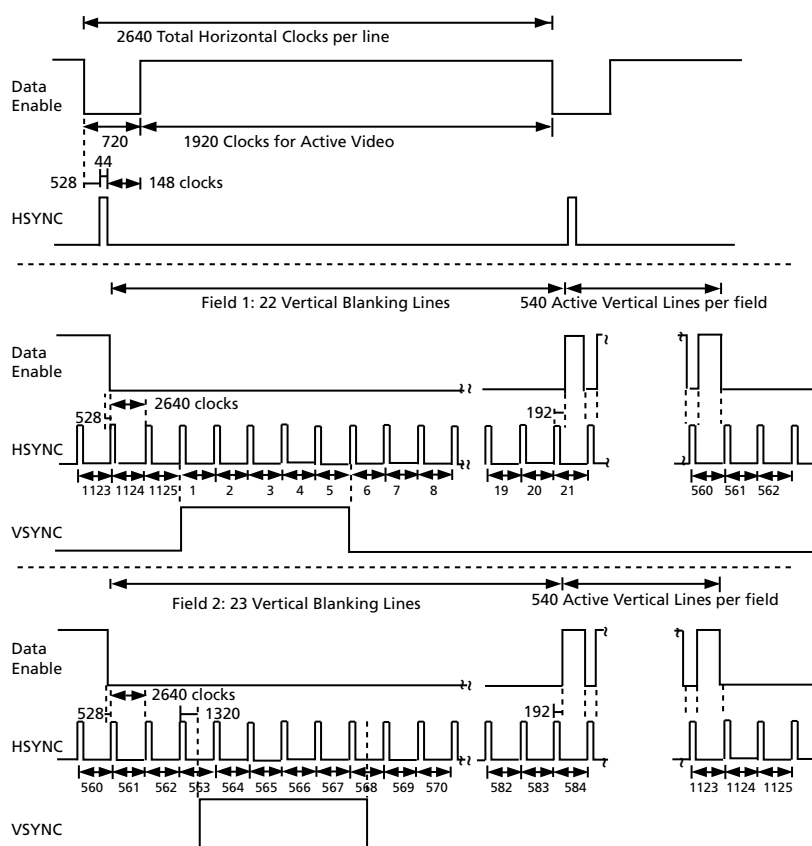 2640 Total Horizontal Clocks per line
Data
Enable
720
1920 Clocks for Active Video
44
528
148 clocks
HSYNC
Field 1: 22 Vertical Blanking Lines
540 Active Vertical Lines per field
Data
Enable
2640 clocks
528
192
HSYNC
1123 1124 1125 1 2 3 4 5 6 7 8 19 20 21 560 561 562
VSYNC
Field 2: 23 Vertical Blanking Lines
540 Active Vertical Lines per field
Data
Enable
2640 clocks
528
1320
192
HSYNC
560 561 562 563 564 565 566 567 568 569 570 582 583 584 1123 1124 1125
VSYNC